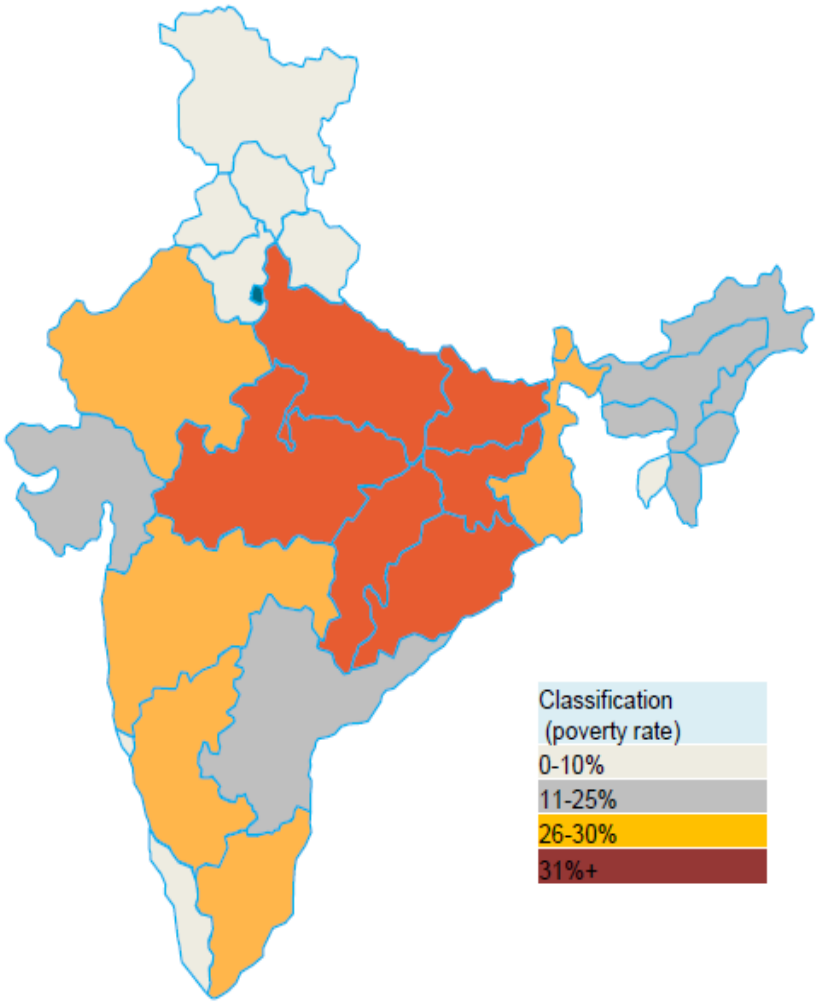 Classification
(poverty rate)
0-10%
11-25%
26-30%
31%+